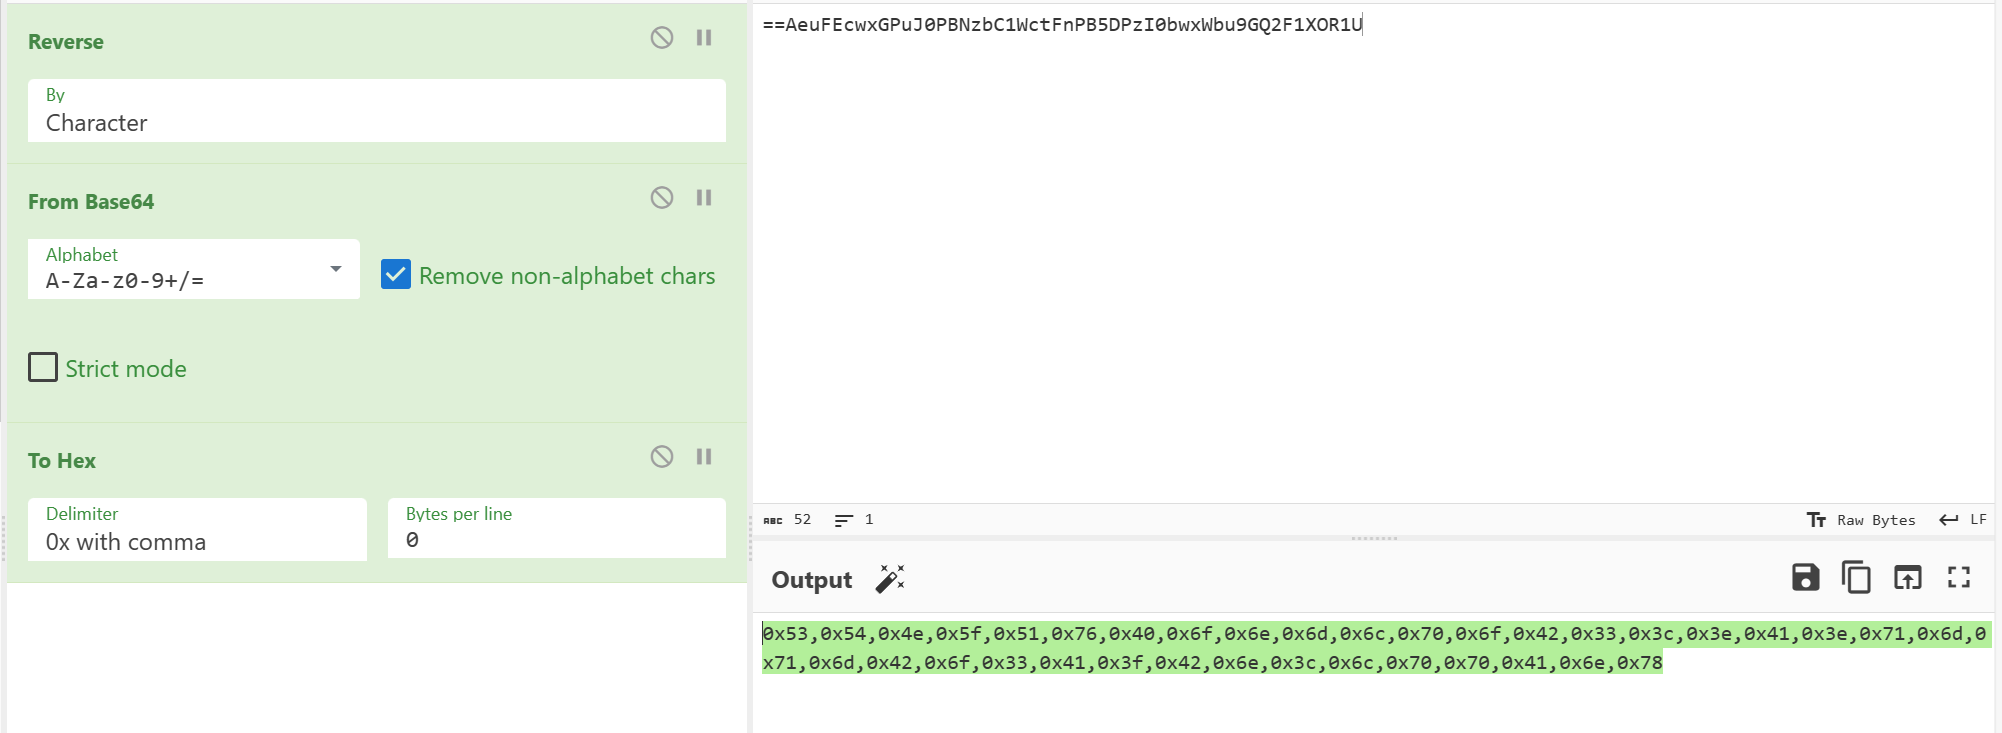 Reverse
By
Character
From Base64
Alphabet
A-Za-z0-9+/=
Remove non-alphabet chars
Strict mode
To Hex
Delimiter
0x with comma
Bytes per line
0
==AeuFEcwxGPuJ0PBNzbC1WctFnPB5DPzI0bwxWbu9GQ2F1XOR1U
ABC 52 1
Tт Raw Bytes LF
Output
0x53,0x54,0x4e,0x5f,0x51,0x76,0x40,0x6f,0x6e,0x6d,0x6c,0x70,0x6f,0x42,0x33,0x3c,0x3e,0x41,0x3e,0x71,0x6d,0
x71,0x6d,0x42,0x6f,0x33,0x41,0x3f,0x42,0x6e,0x3c,0x6c,0x70,0x70,0x41,0x6e,0x78